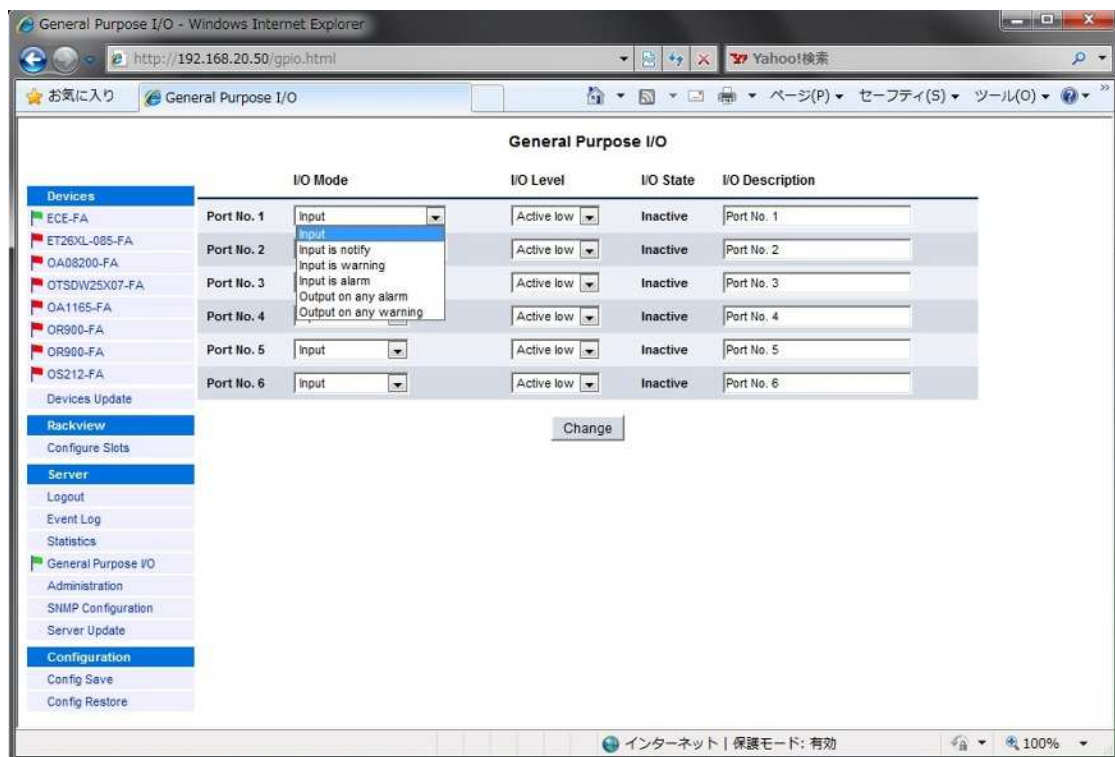 General Purpose I/O - Windows Internet Explorer
http://192.168.20.50/gpio.html
Yahoo!検索
お気に入り
General Purpose I/O
ページ(P)
セーフティ(S)
ツール(O)
General Purpose I/O
I/O Mode I/O Level I/O State I/O Description
Devices
ECE-FA
ET26XL-085-FA
OA08200-FA
OTSDW25X07-FA
OA1165-FA
OR900-FA
OR900-FA
OS212-FA
Devices Update
Rackview
Configure Slots
Server
Logout
Event Log
Statistics
General Purpose I/O
Administration
SNMP Configuration
Server Update
Configuration
Config Save
Config Restore
Port No. 1 Input Active low Inactive Port No. 1
Input
Input is notify
Input is warning
Input is alarm
Output on any alarm
Output on any warning
Port No. 2 Active low Inactive Port No. 2
Port No. 3 Active low Inactive Port No. 3
Port No. 4 Active low Inactive Port No. 4
Port No. 5 Input Active low Inactive Port No. 5
Port No. 6 Input Active low Inactive Port No. 6
Change
インターネット | 保護モード: 有効
100%